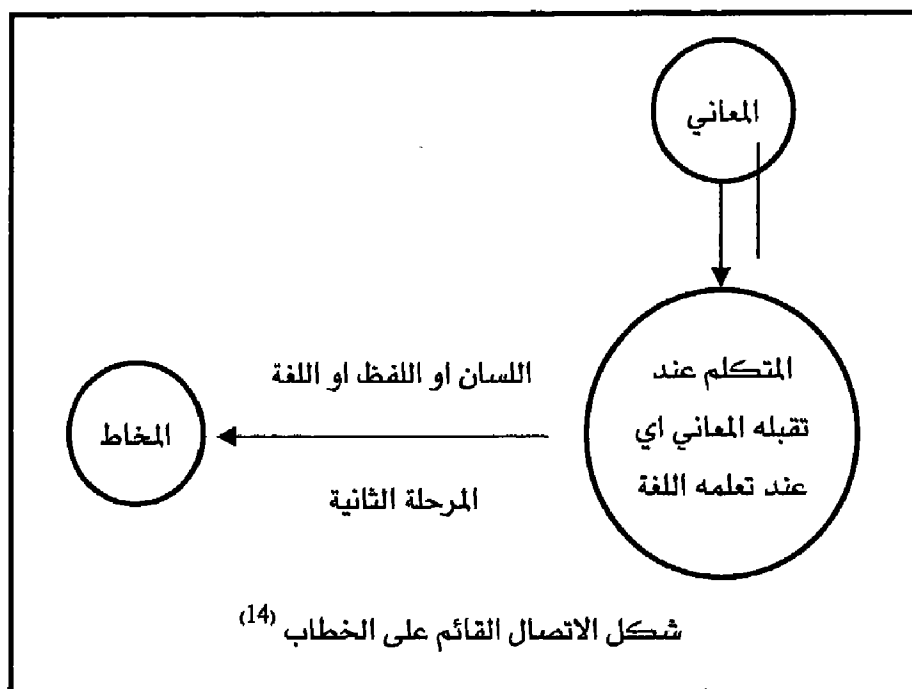 المعاني
المتكلم عند
تقبله المعاني اي
عند تعلمه اللغة
اللسان او اللفظ او اللغة
المرحلة الثانية
المخاط
شكل الاتصال القائم على الخطاب (14)